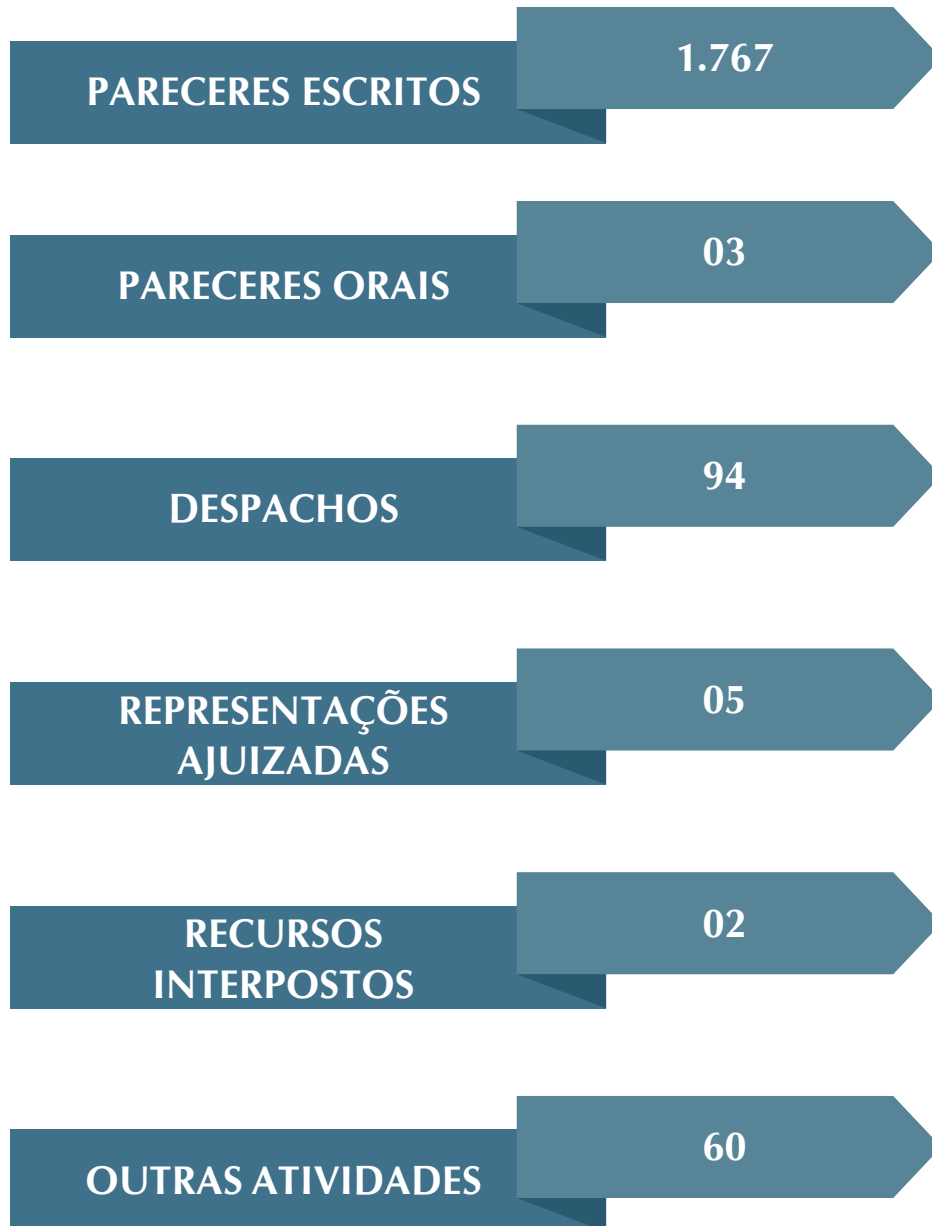 PARECERES ESCRITOS
1.767
PARECERES ORAIS
03
DESPACHOS
94
REPRESENTAÇÕES
AJUIZADAS
05
RECURSOS
INTERPOSTOS
02
OUTRAS ATIVIDADES
60